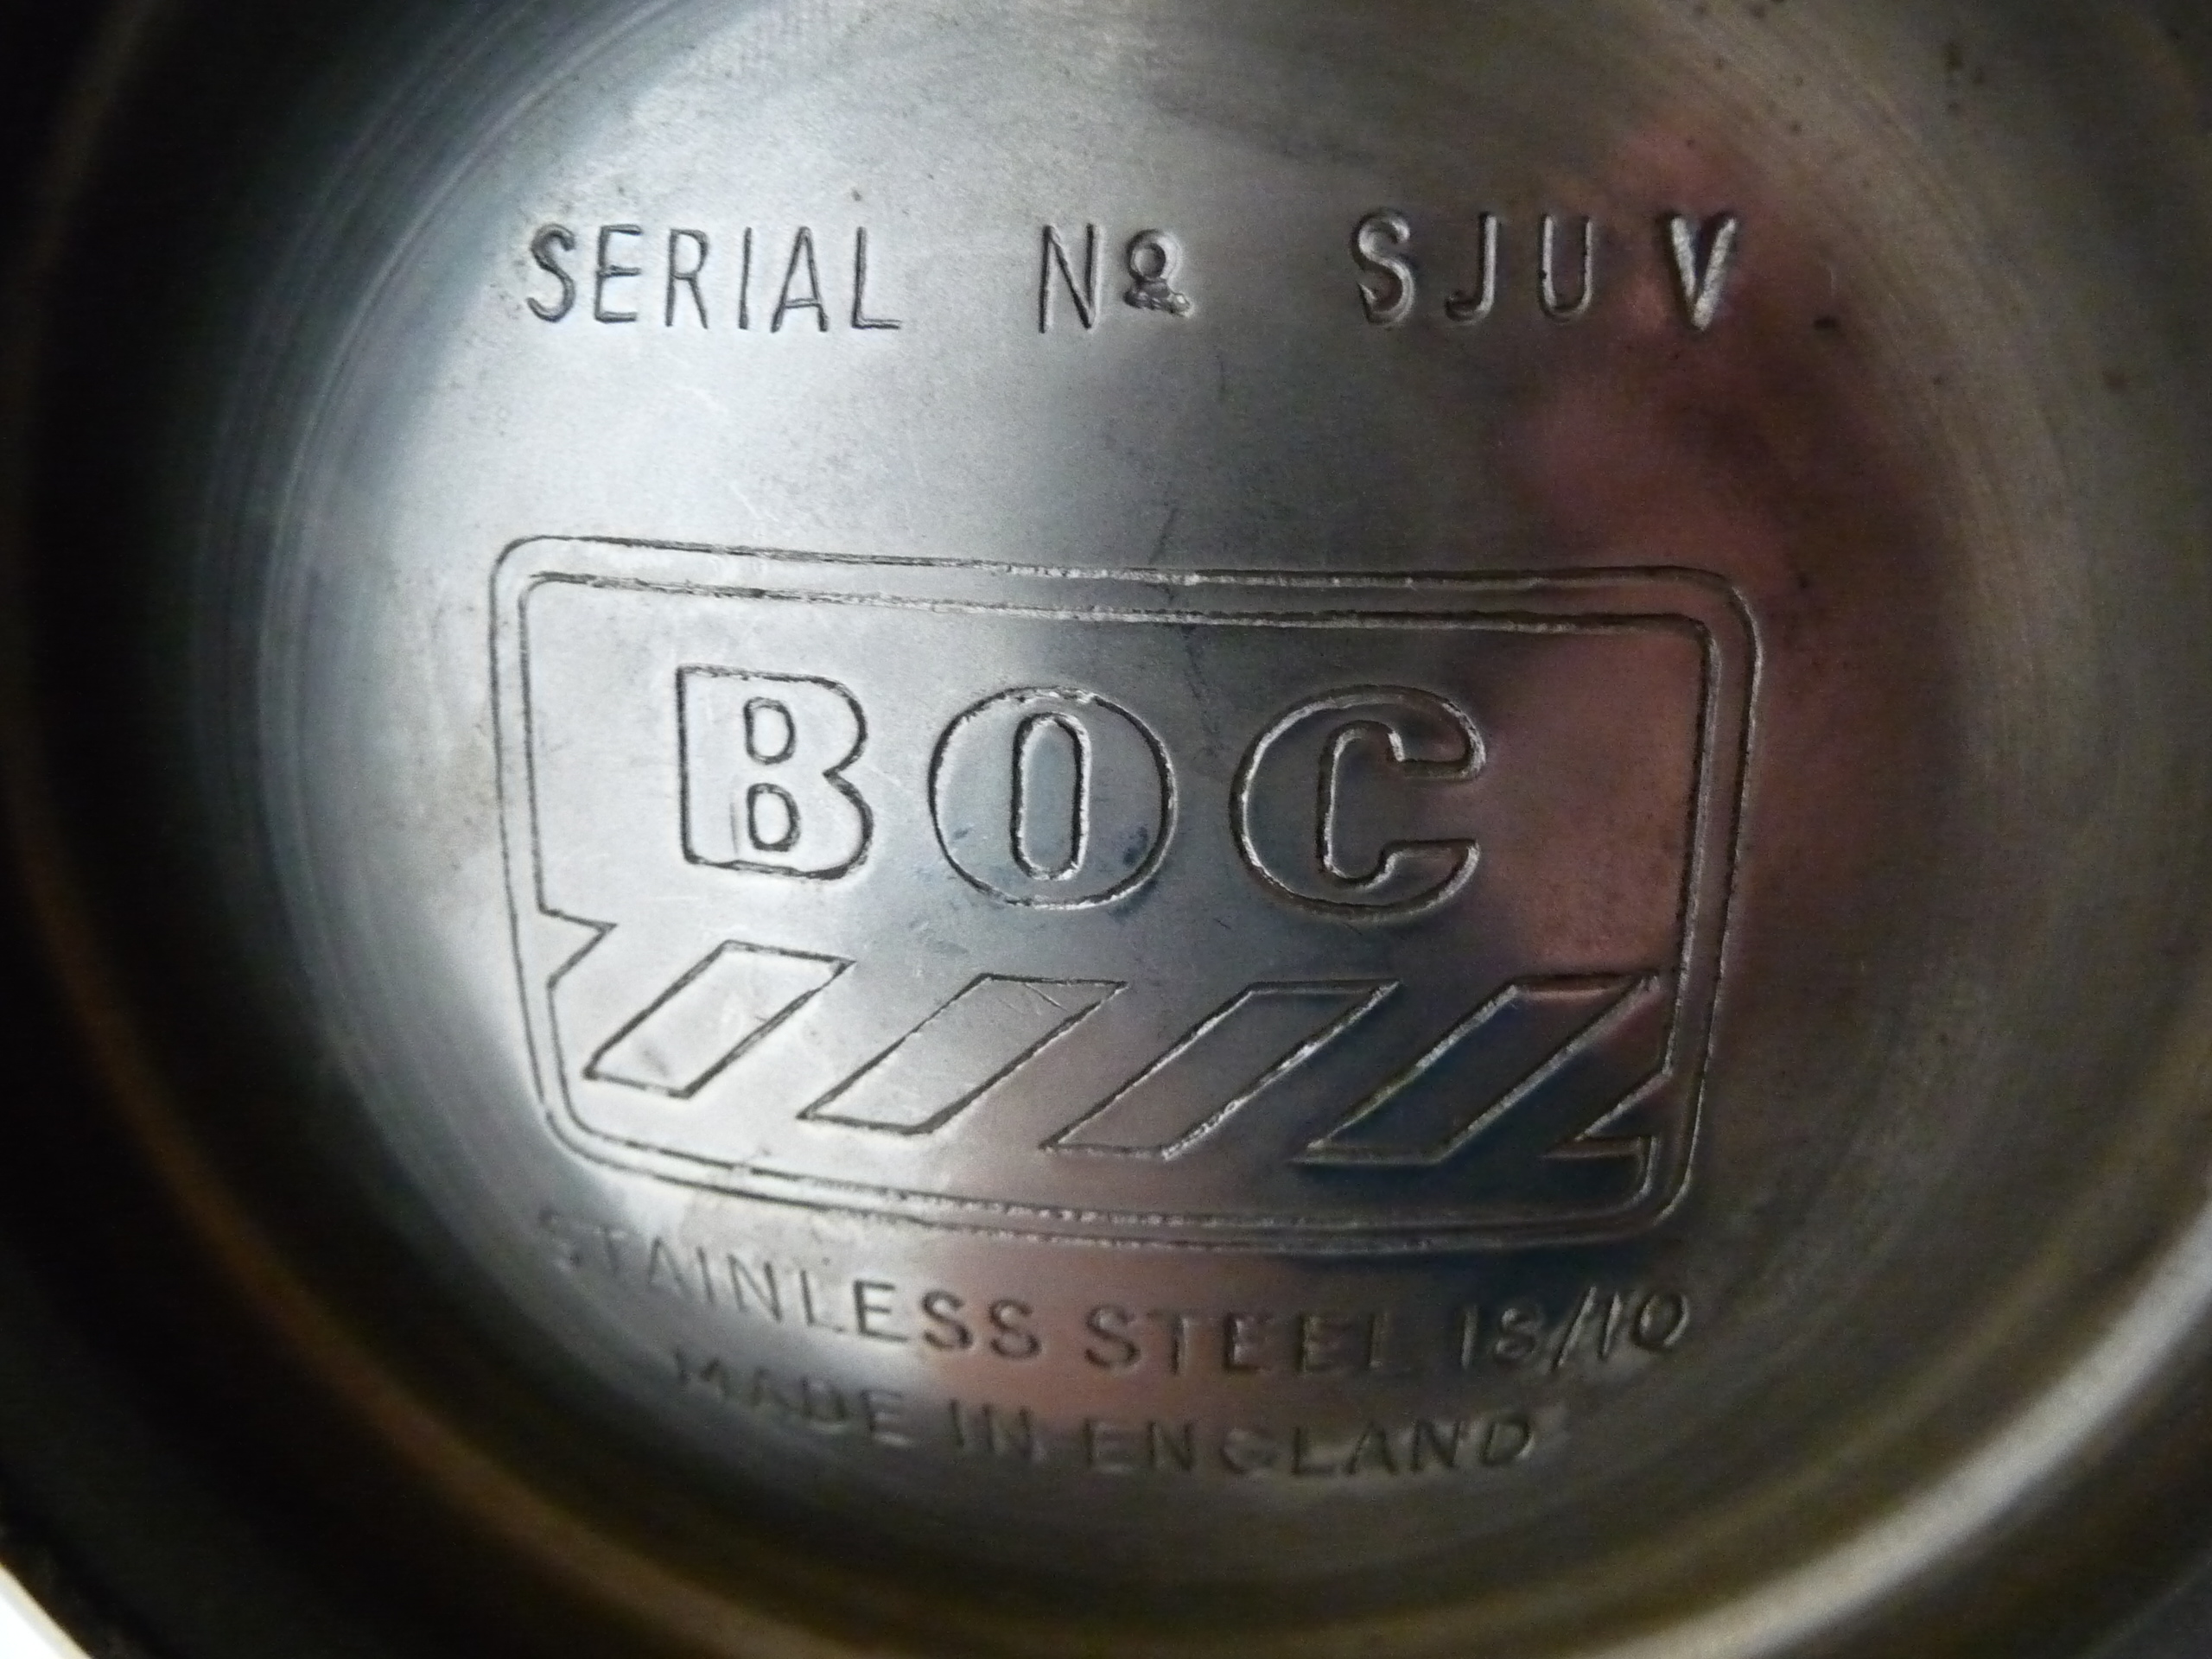 SERIAL Nº SJUV
BOC
STAINLESS STEEL 18/10
MADE IN ENGLAND